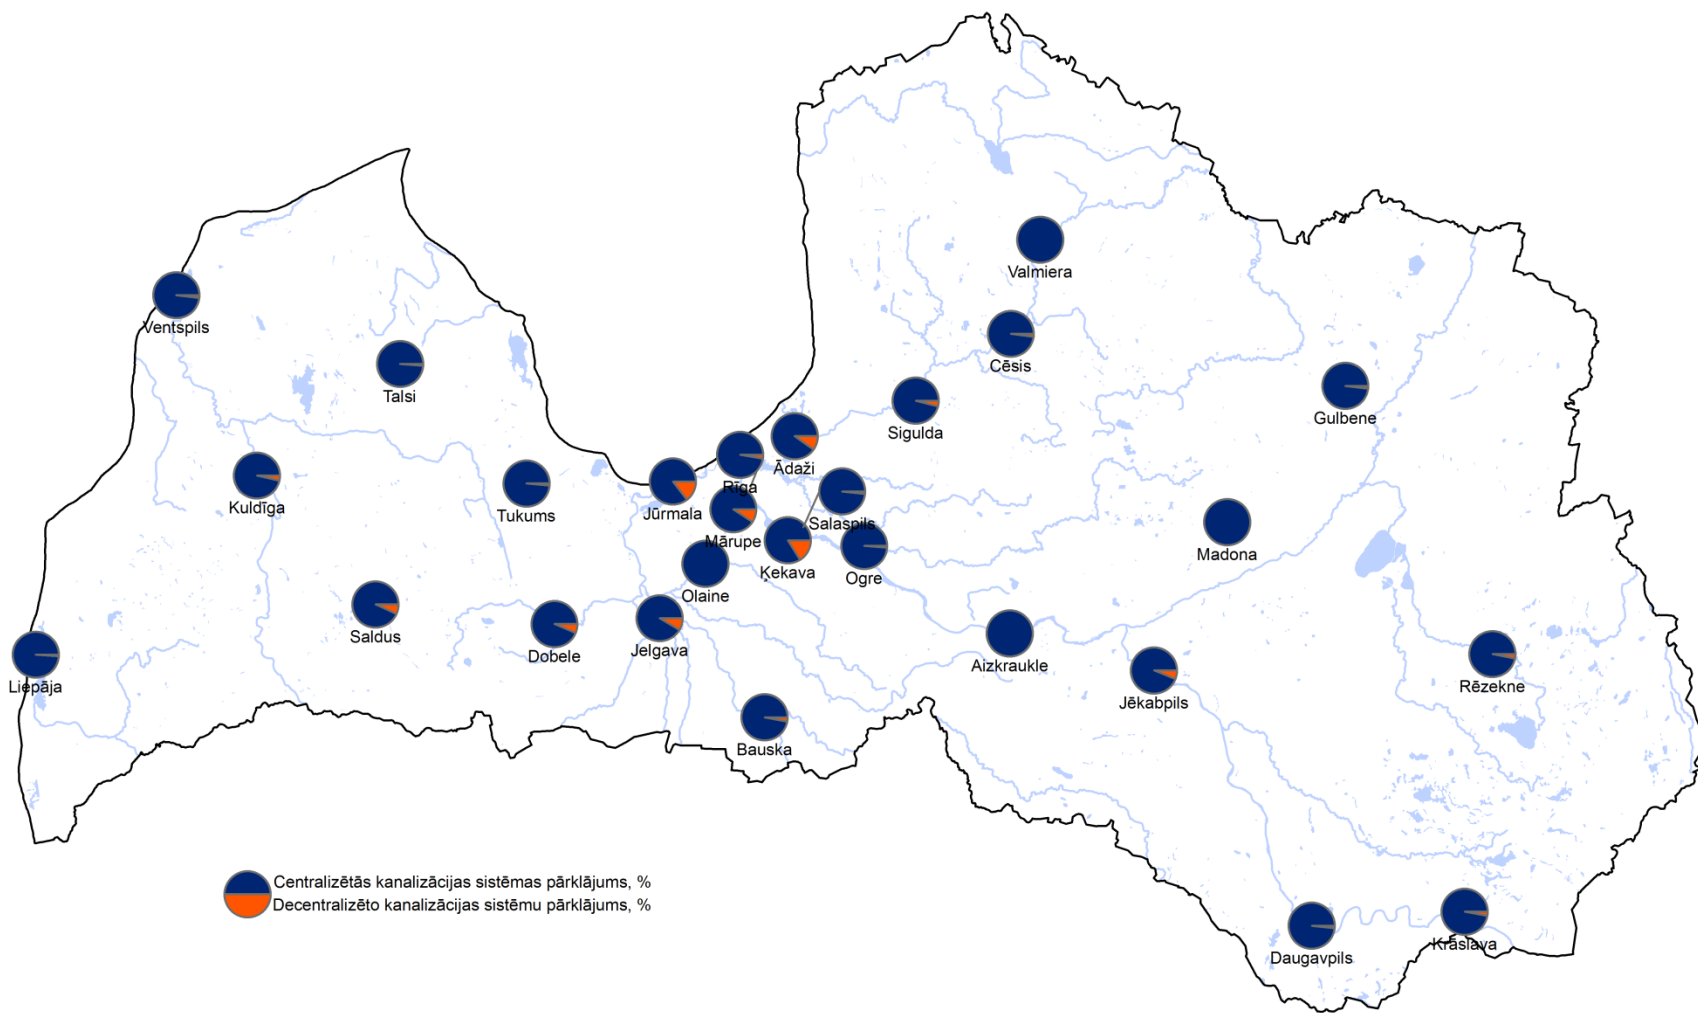 Valmiera
Ventspils
Cēsis
Talsi
Gulbene
Sigulda
Ādaži
Rīga
Kuldīga
Jūrmala
Tukums
Salaspils
Mārupe
Madona
Ķekava
Ogre
Olaine
Saldus
Jelgava
Dobele
Aizkraukle
Jēkabpils
Liepāja
Rēzekne
Bauska
Centralizētās kanalizācijas sistēmas pārklājums, %
Decentralizēto kanalizācijas sistēmu pārklājums, %
Krāslava
Daugavpils